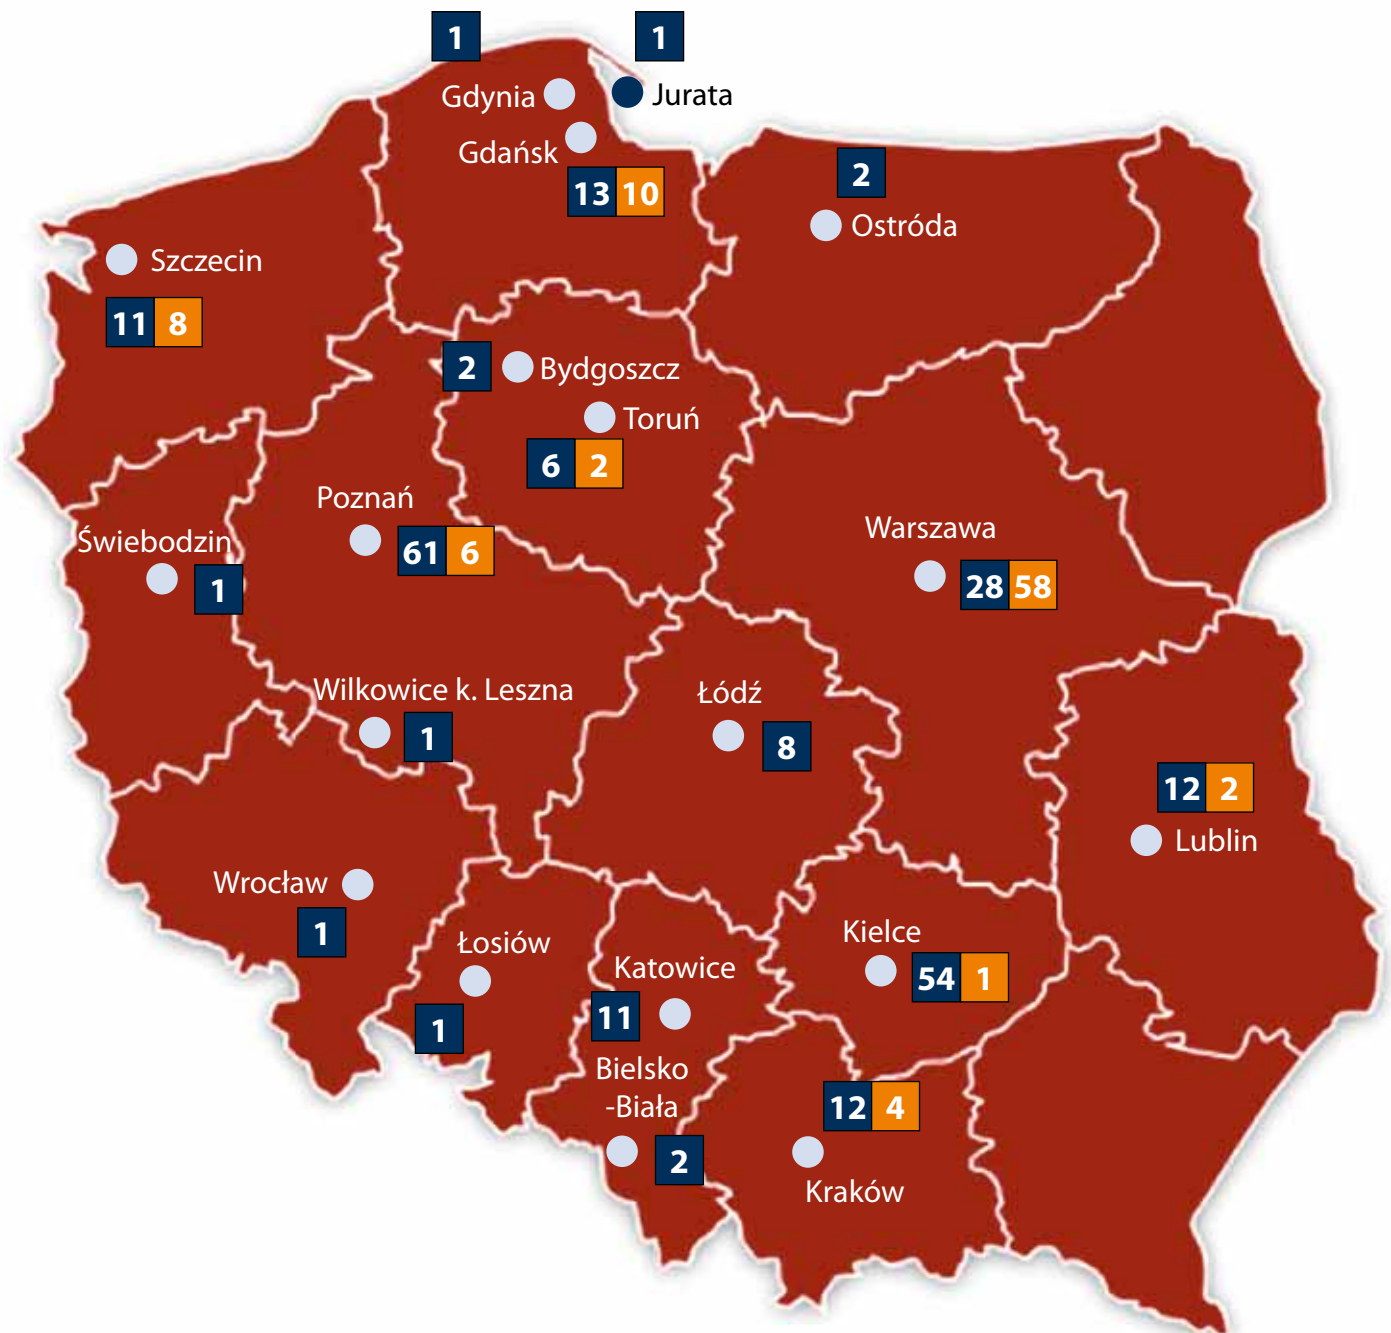 1
1
Gdynia
Jurata
Gdańsk
13 10
2
Ostróda
Szczecin
11 8
2
Bydgoszcz
Toruń
6 2
Poznań
61 6
Warszawa
28 58
Świebodzin
1
Wilkowice k. Leszna
1
Łódź
8
12 2
Lublin
Wrocław
1
Łosiów
1
Katowice
11
Kielce
54 1
Bielsko
-Biała
2
12 4
Kraków